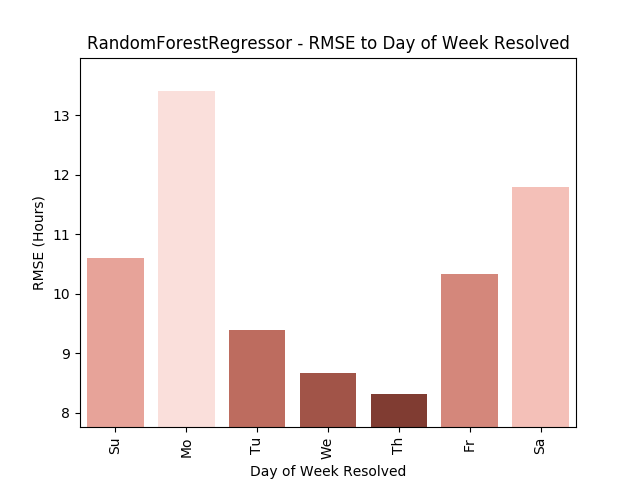 RandomForestRegressor - RMSE to Day of Week Resolved
RMSE (Hours)
13
12
11
10
9
8
Su
Mo
Tu
We
Th
Fr
Sa
Day of Week Resolved